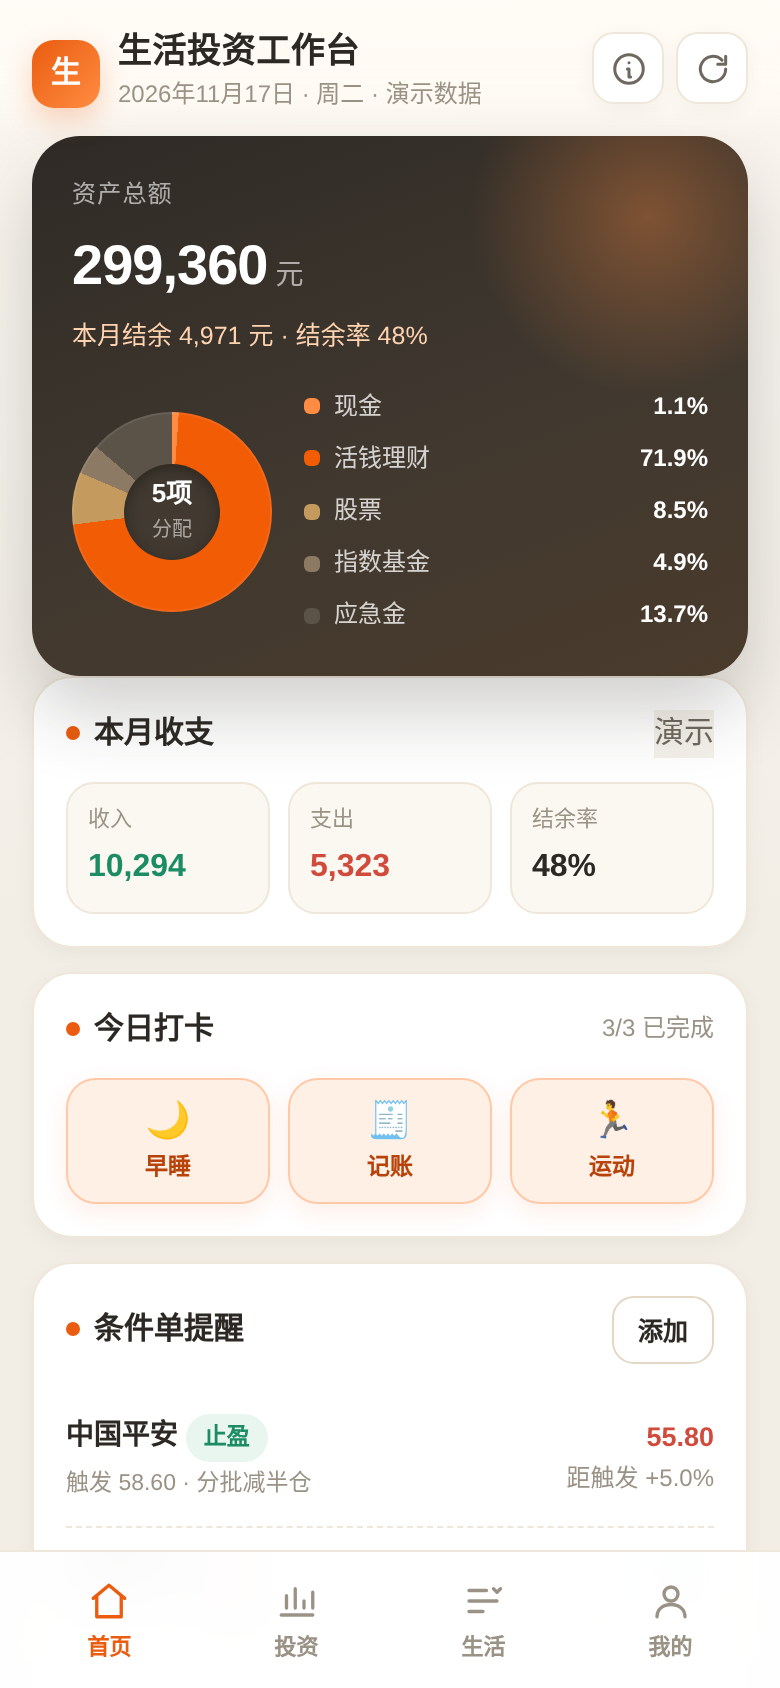 生
生活投资工作台
2026年11月17日 · 周二 · 演示数据
资产总额
299,360 元
本月结余 4,971 元 · 结余率 48%
5项
分配
现金 1.1%
活钱理财 71.9%
股票 8.5%
指数基金 4.9%
应急金 13.7%
本月收支 演示
收入 支出 结余率
10,294 5,323 48%
今日打卡 3/3 已完成
早睡 记账 运动
条件单提醒 添加
中国平安 止盈 55.80
触发 58.60 · 分批减半仓 距触发 +5.0%
首页 投资 生活 我的